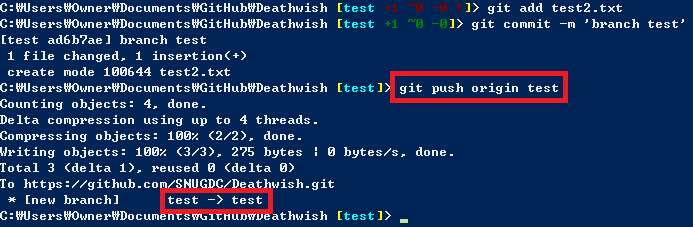 C:₩Users₩Owner₩Documents₩GitHub₩Deathwish [test +1 ~0 -0 !]> git add test2.txt
C:₩Users₩Owner₩Documents₩GitHub₩Deathwish [test +1 ~0 -0]> git commit -m 'branch test'
[test ad6b7ae] branch test
1 file changed, 1 insertion(+)
create mode 100644 test2.txt
C:₩Users₩Owner₩Documents₩GitHub₩Deathwish [test]> git push origin test
Counting objects: 4, done.
Delta compression using up to 4 threads.
Compressing objects: 100% (2/2), done.
Writing objects: 100% (3/3), 275 bytes ¦ 0 bytes/s, done.
Total 3 (delta 1), reused 0 (delta 0)
To https://github.com/SNUGDC/Deathwish.git
* [new branch] test -> test
C:₩Users₩Owner₩Documents₩GitHub₩Deathwish [test]> _